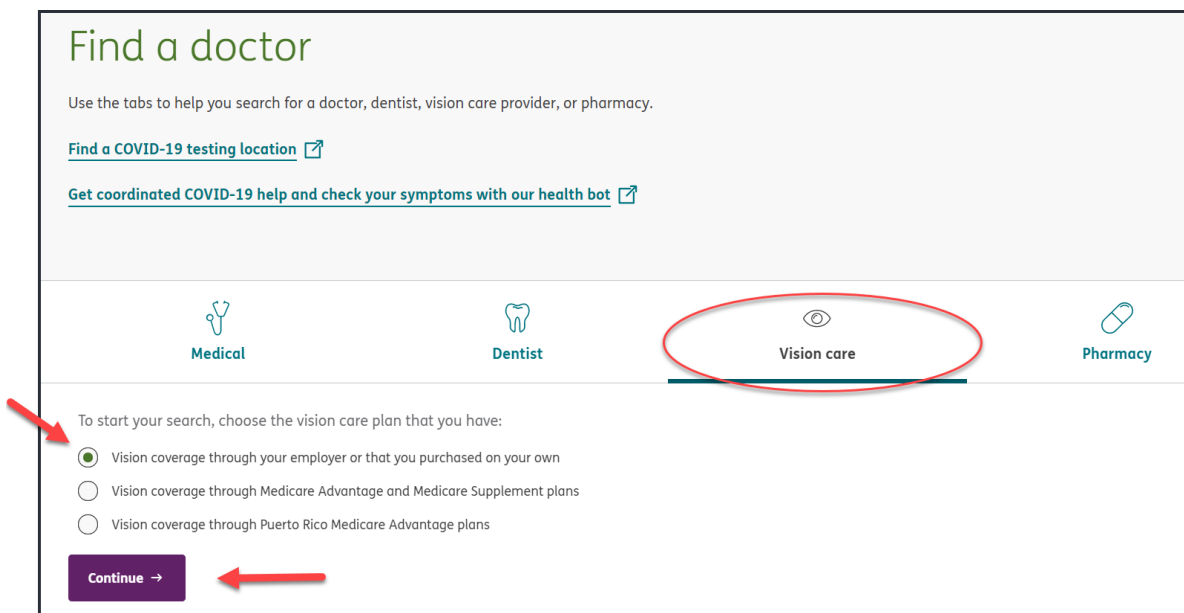 Find a doctor
Use the tabs to help you search for a doctor, dentist, vision care provider, or pharmacy.
Find a COVID-19 testing location
Get coordinated COVID-19 help and check your symptoms with our health bot
Medical
Dentist
Vision care
Pharmacy
To start your search, choose the vision care plan that you have:
Vision coverage through your employer or that you purchased on your own
Vision coverage through Medicare Advantage and Medicare Supplement plans
Vision coverage through Puerto Rico Medicare Advantage plans
Continue →